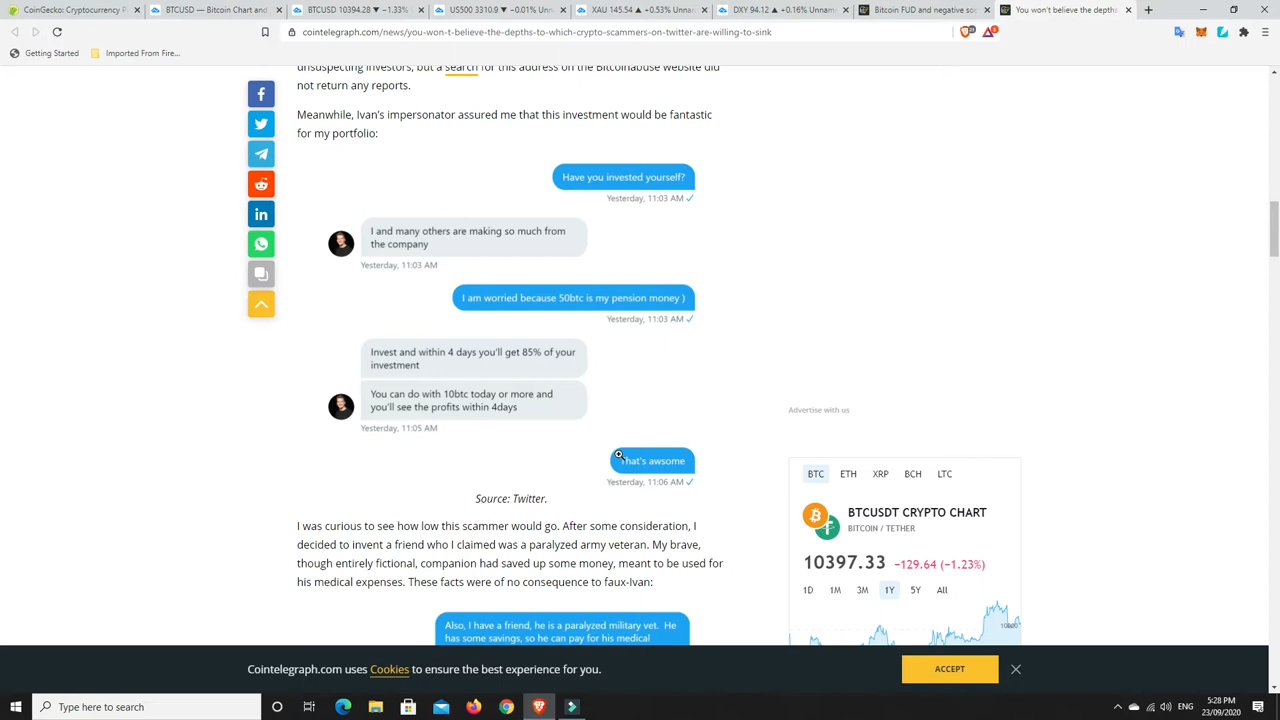 CoinGecko: Cryptocurrency P
BTCUSD — Bitcoin Chart and
BTCUSD 10394.28 ▼ −1.33%
US500 3310.9 ▼ −0.01% Unnam
XAU 145.54 ▲ +0.53% Unnam
DXY 94.12 ▲ +0.16% Unname
Bitcoin FUD and negative soc
You won't believe the depths
cointelegraph.com/news/you-won-t-believe-the-depths-to-which-crypto-scammers-on-twitter-are-willing-to-sink
Getting Started
Imported From Fire...
unsuspecting investors, but a search for this address on the Bitcoinabuse website did
not return any reports.
Meanwhile, Ivan's impersonator assured me that this investment would be fantastic
for my portfolio:
Have you invested yourself?
Yesterday, 11:03 AM ✓
I and many others are making so much from
the company
Yesterday, 11:03 AM
I am worried because 50btc is my pension money )
Yesterday, 11:03 AM ✓
Invest and within 4 days you'll get 85% of your
investment
You can do with 10btc today or more and
you'll see the profits within 4days
Yesterday, 11:05 AM
That's awsome
Yesterday, 11:06 AM ✓
Source: Twitter.
I was curious to see how low this scammer would go. After some consideration, I
decided to invent a friend who I claimed was a paralyzed army veteran. My brave,
though entirely fictional, companion had saved up some money, meant to be used for
his medical expenses. These facts were of no consequence to faux-Ivan:
Also, I have a friend, he is a paralyzed military vet. He
has some savings, so he can pay for his medical
Advertise with us
BTC ETH XRP BCH LTC
BTCUSDT CRYPTO CHART
BITCOIN / TETHER
10397.33 −129.64 (−1.23%)
1D 1M 3M 1Y 5Y All
Cointelegraph.com uses Cookies to ensure the best experience for you.
ACCEPT
Type here to search
ENG
5:28 PM
23/09/2020